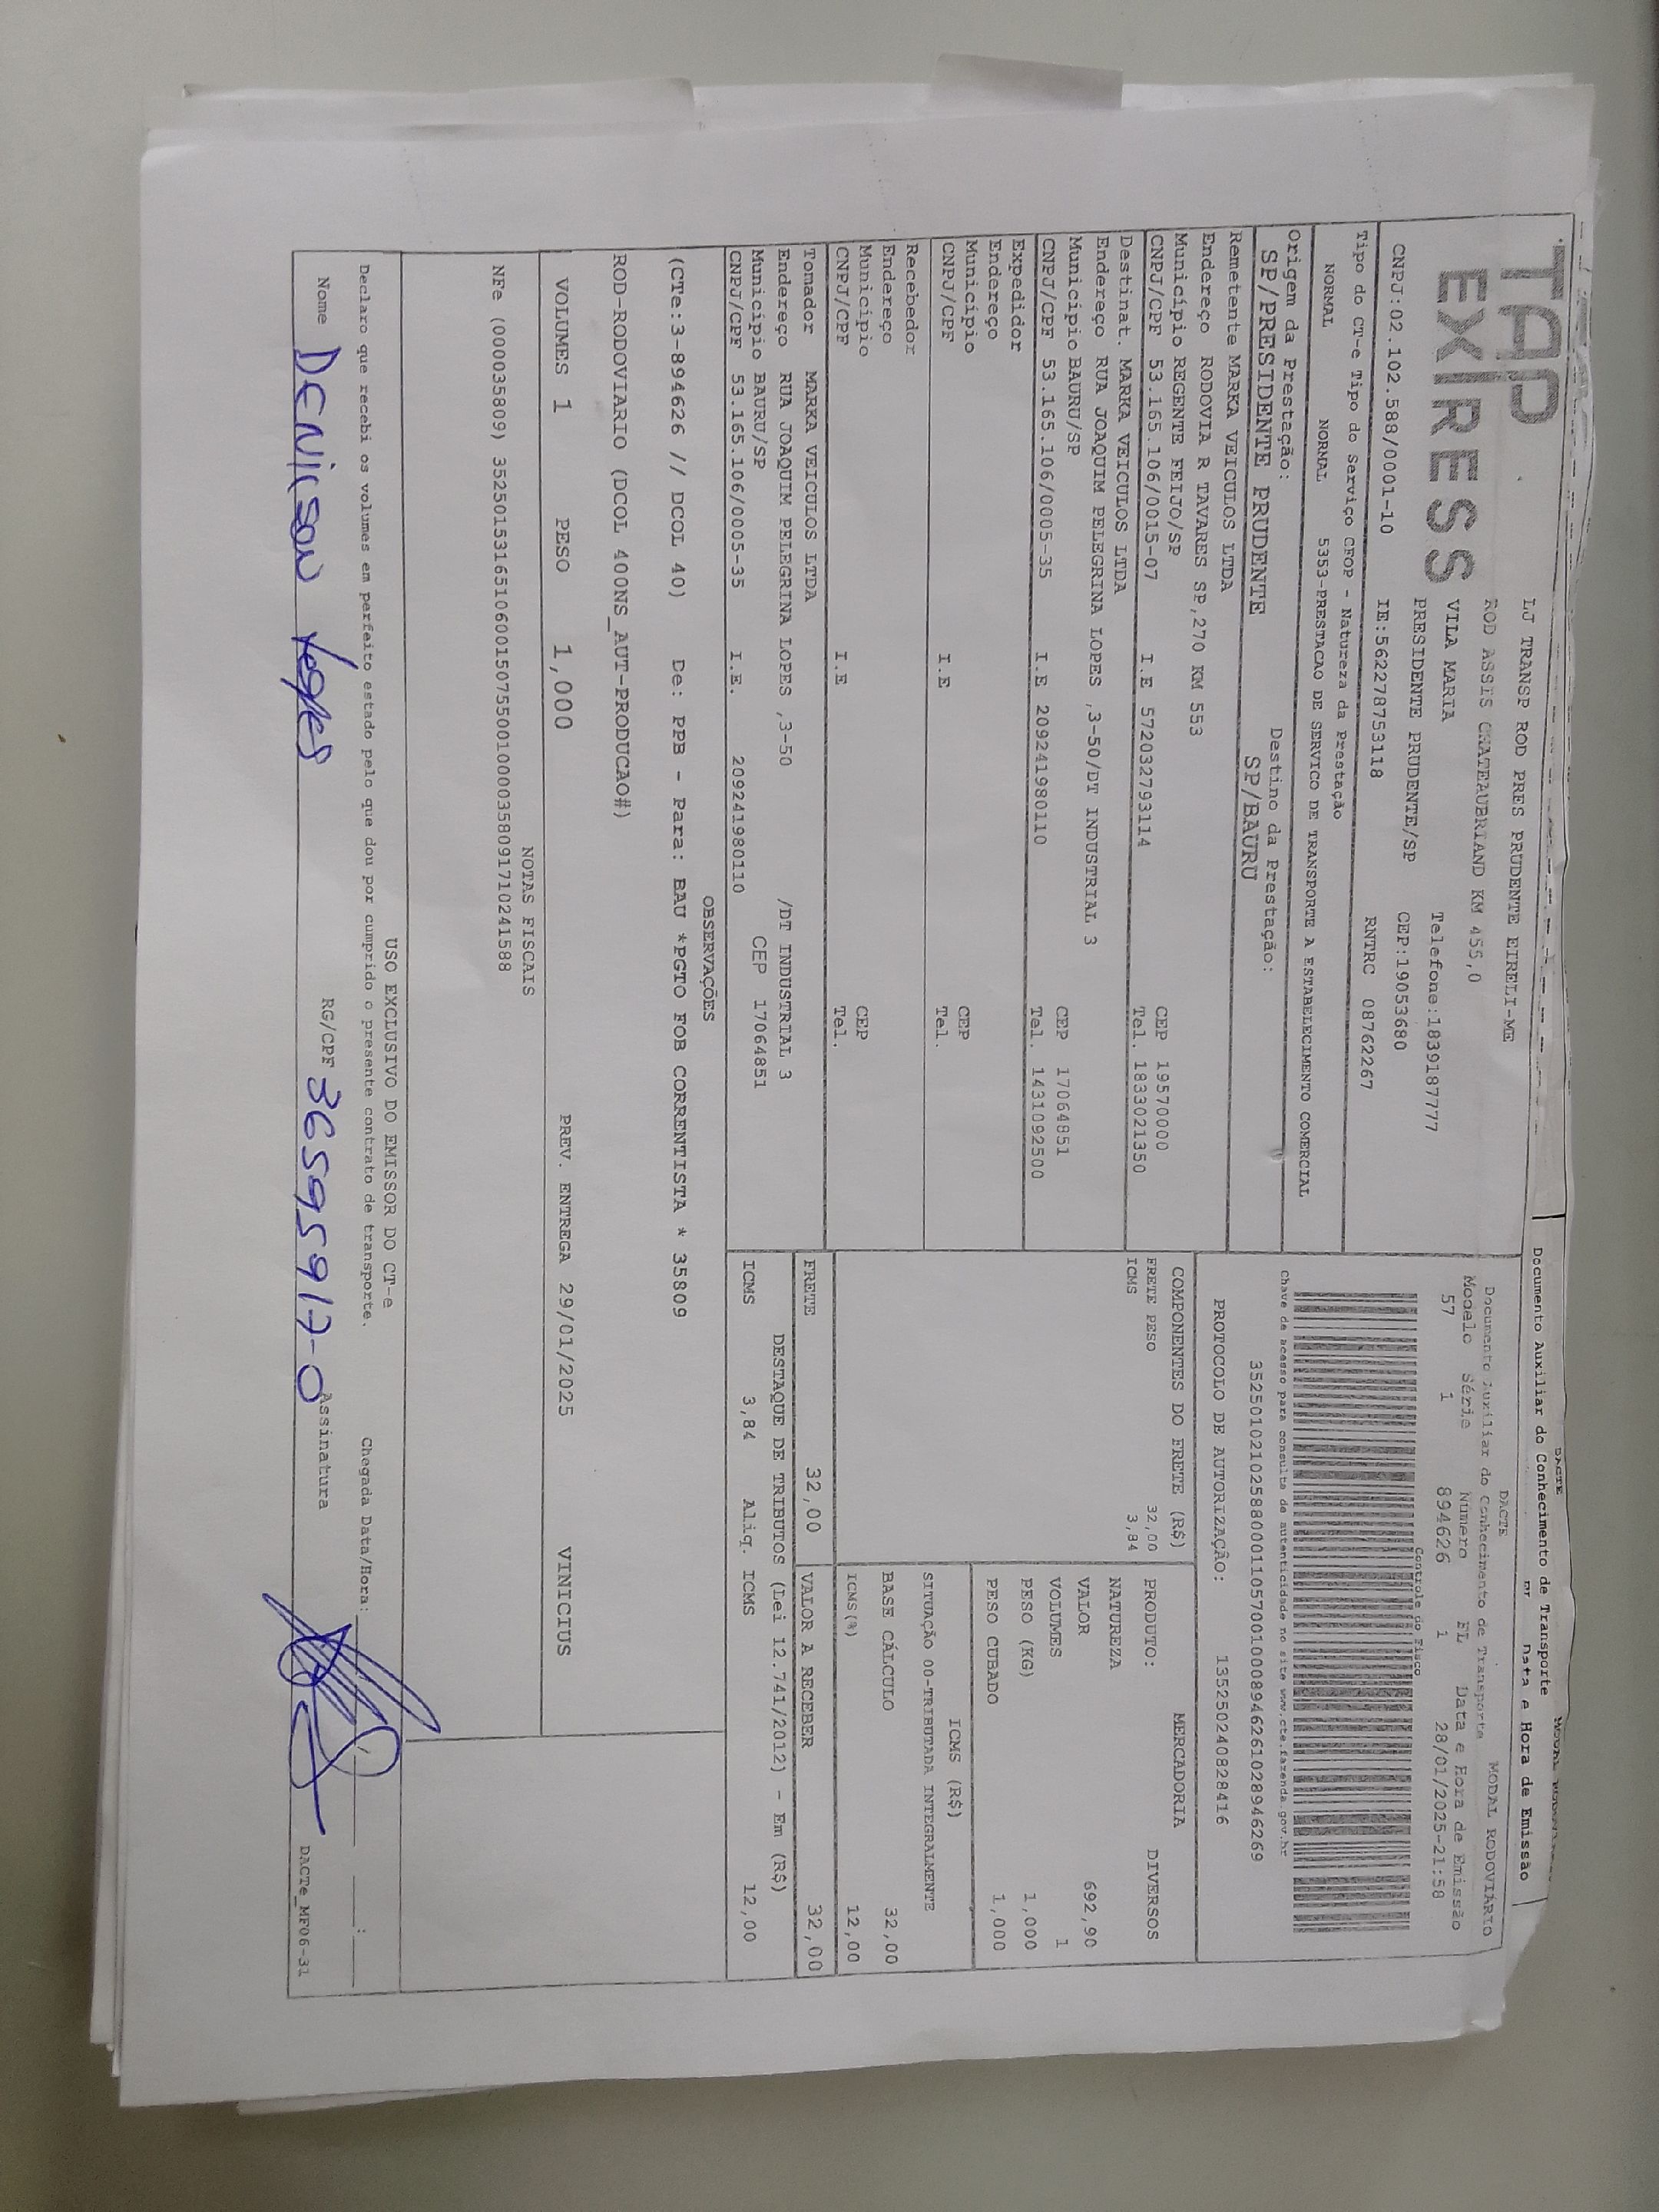 DACTE
Documento Auxiliar do Conhecimento de Transporte
Data e Hora de Emissão
TAP EXPRESS
LJ TRANSP ROD PRES PRUDENTE EIRELI-ME
ROD ASSIS CHATEAUBRIAND KM 455,0
VILA MARIA Telefone:1839187777
PRESIDENTE PRUDENTE/SP CEP:19053680
CNPJ:02.102.588/0001-10 IE:562278753118 RNTRC 08762267
DACTE
Documento Auxiliar do Conhecimento de Transporte MODAL RODOVIÁRIO
Modelo Série Número FL Data e Hora de Emissão
57 1 894626 1 28/01/2025-21:58
Controle do Fisco
Chave de acesso para consulta de autenticidade no site www.cte.fazenda.gov.br
35250102102588000110570010008946261028946269
PROTOCOLO DE AUTORIZAÇÃO: 135250240828416
Tipo do CT-e Tipo do Serviço CFOP - Natureza da Prestação
NORMAL NORMAL 5353-PRESTACAO DE SERVICO DE TRANSPORTE A ESTABELECIMENTO COMERCIAL
Origem da Prestação: Destino da Prestação:
SP/PRESIDENTE PRUDENTE SP/BAURU
Remetente MARKA VEICULOS LTDA
Endereço RODOVIA R TAVARES SP,270 KM 553
Município REGENTE FEIJO/SP CEP 19570000
CNPJ/CPF 53.165.106/0015-07 I.E 572032793114 Tel. 1833021350
Destinat. MARKA VEICULOS LTDA
Endereço RUA JOAQUIM PELEGRINA LOPES ,3-50/DT INDUSTRIAL 3
Município BAURU/SP CEP 17064851
CNPJ/CPF 53.165.106/0005-35 I.E 209241980110 Tel. 1431092500
Expedidor
Endereço
Município CEP
CNPJ/CPF I.E Tel.
Recebedor
Endereço
Município CEP
CNPJ/CPF I.E Tel.
Tomador MARKA VEICULOS LTDA
Endereço RUA JOAQUIM PELEGRINA LOPES ,3-50 /DT INDUSTRIAL 3
Município BAURU/SP CEP 17064851
CNPJ/CPF 53.165.106/0005-35 I.E. 209241980110
COMPONENTES DO FRETE (R$)
FRETE PESO 32,00
ICMS 3,84
MERCADORIA
PRODUTO: DIVERSOS
NATUREZA
VALOR 692,90
VOLUMES 1
PESO (KG) 1,000
PESO CUBADO 1,000
ICMS (R$)
SITUAÇÃO 00-TRIBUTADA INTEGRALMENTE
BASE CÁLCULO 32,00
ICMS(%) 12,00
FRETE 32,00 VALOR A RECEBER 32,00
DESTAQUE DE TRIBUTOS (Lei 12.741/2012) - Em (R$)
ICMS 3,84 Aliq. ICMS 12,00
OBSERVAÇÕES
(CTe:3-894626 // DCOL 40) De: PPB - Para: BAU *PGTO FOB CORRENTISTA * 35809
ROD-RODOVIARIO (DCOL 400NS_AUT-PRODUCAO#)
VOLUMES 1 PESO 1,000 PREV. ENTREGA 29/01/2025 VINICIUS
NOTAS FISCAIS
NFe (000035809) 35250153165106001507550010000358091710241588
USO EXCLUSIVO DO EMISSOR DO CT-e
Declaro que recebi os volumes em perfeito estado pelo que dou por cumprido o presente contrato de transporte. Chegada Data/Hora: :
Nome Denilson RG/CPF 36595917-0 Assinatura
DACTe_MF06-31